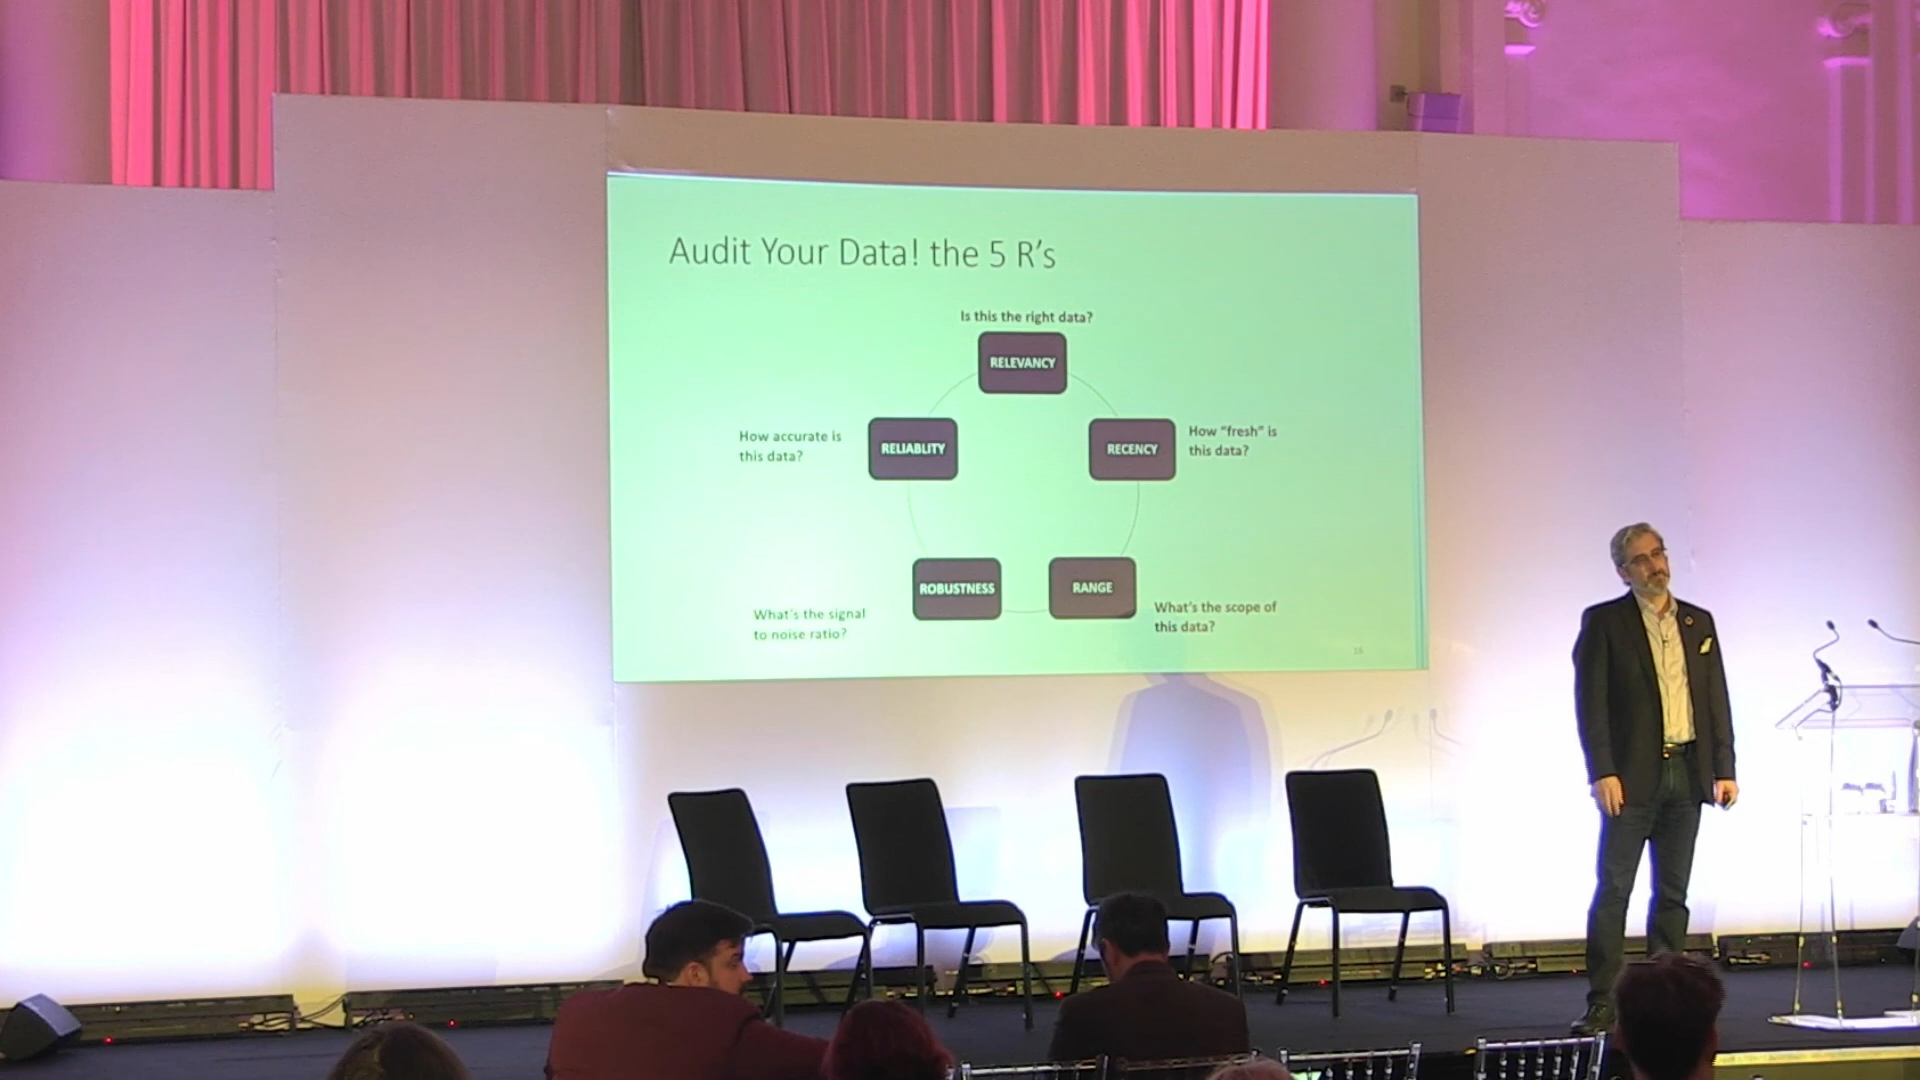 Audit Your Data! the 5 R's
Is this the right data?
RELEVANCY
How accurate is
this data?
RELIABLITY
RECENCY
How "fresh" is
this data?
ROBUSTNESS
RANGE
What's the signal
to noise ratio?
What's the scope of
this data?
16